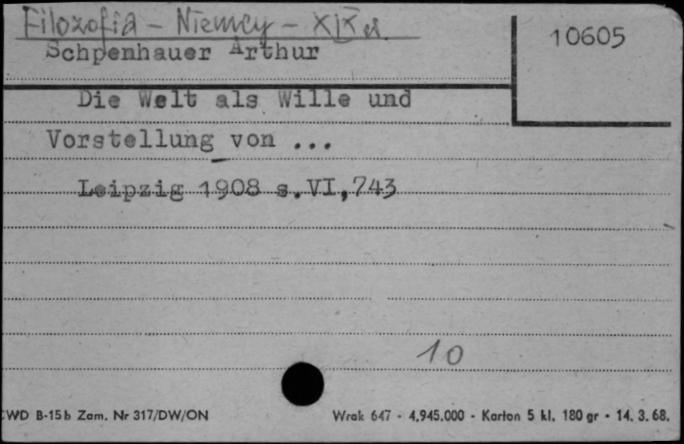 Filozofia - Niemcy - XIX w.
10605
Schpenhauer Arthur
Die Welt als Wille und
Vorstellung von ...
Leipzig 1908 s.VI,743
10
WD B-15b Zam. Nr 317/DW/ON
Wrak 647 - 4.945.000 - Karton 5 kl. 180 gr - 14. 3. 68.